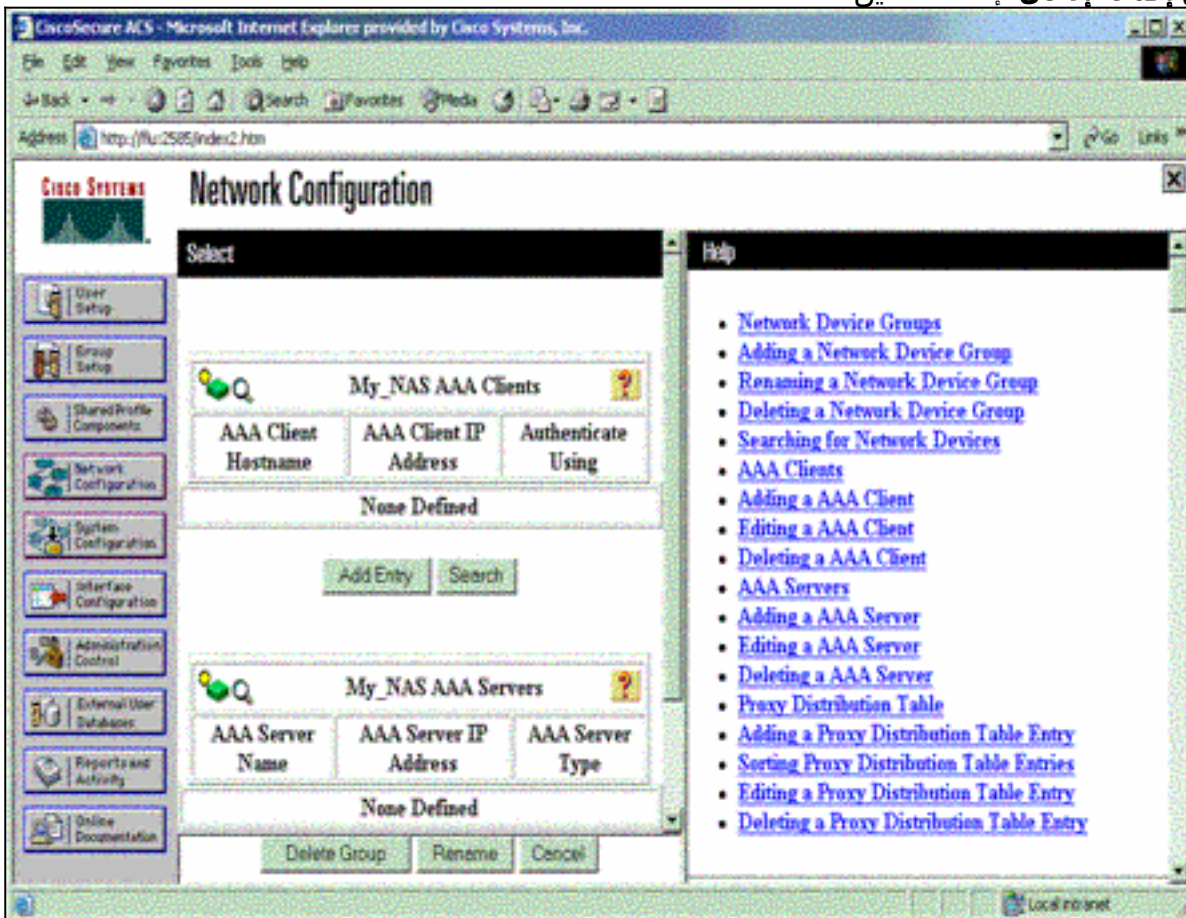 CiscoSecure ACS - Microsoft Internet Explorer provided by Cisco Systems, Inc.
File Edit View Favorites Tools Help
Back Search Favorites Media
Address http://flu:2585/index2.htm Go Links »
CISCO SYSTEMS
Network Configuration
User Setup
Group Setup
Shared Profile Components
Network Configuration
System Configuration
Interface Configuration
Administration Control
External User Databases
Reports and Activity
Online Documentation
Select
My_NAS AAA Clients
AAA Client Hostname
AAA Client IP Address
Authenticate Using
None Defined
Add Entry Search
My_NAS AAA Servers
AAA Server Name
AAA Server IP Address
AAA Server Type
None Defined
Delete Group Rename Cancel
Help
• Network Device Groups
• Adding a Network Device Group
• Renaming a Network Device Group
• Deleting a Network Device Group
• Searching for Network Devices
• AAA Clients
• Adding a AAA Client
• Editing a AAA Client
• Deleting a AAA Client
• AAA Servers
• Adding a AAA Server
• Editing a AAA Server
• Deleting a AAA Server
• Proxy Distribution Table
• Adding a Proxy Distribution Table Entry
• Sorting Proxy Distribution Table Entries
• Editing a Proxy Distribution Table Entry
• Deleting a Proxy Distribution Table Entry
Local intranet